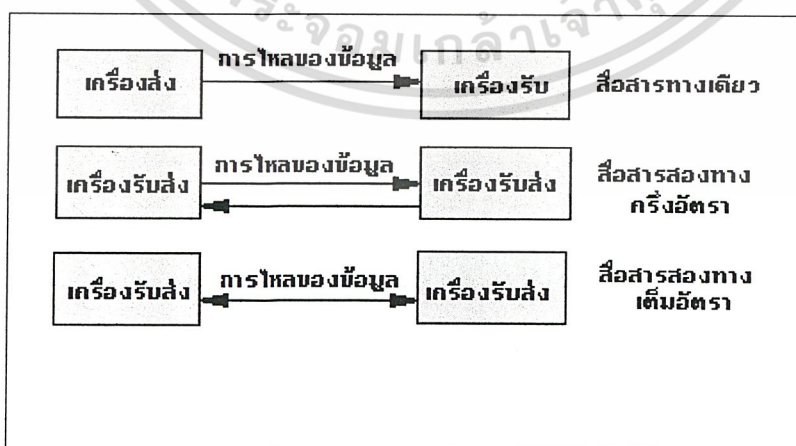 เครื่องส่ง การไหลของข้อมูล เครื่องรับ สื่อสารทางเดียว
เครื่องรับส่ง การไหลของข้อมูล เครื่องรับส่ง สื่อสารสองทาง
ครึ่งอัตรา
เครื่องรับส่ง การไหลของข้อมูล เครื่องรับส่ง สื่อสารสองทาง
เต็มอัตรา